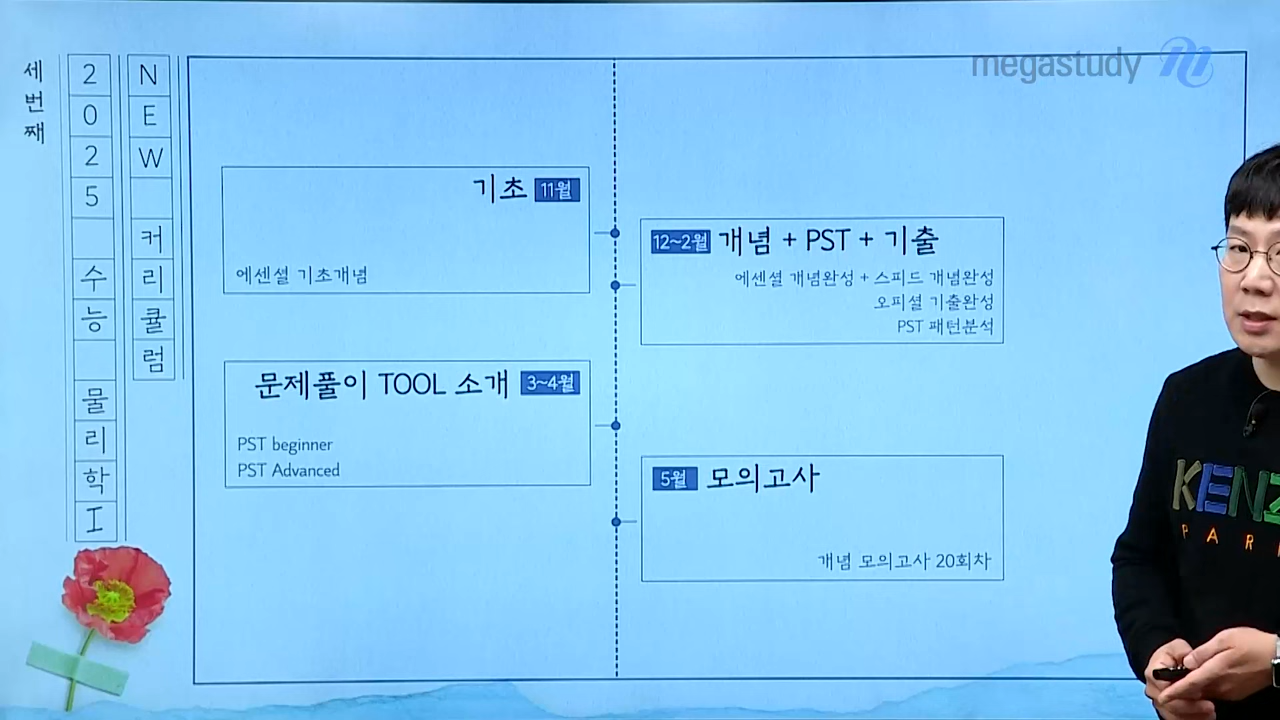 세번째
2025 수능 물리학I
NEW 커리큘럼
megastudy
기초 11월
에센셜 기초개념
12~2월 개념 + PST + 기출
에센셜 개념완성 + 스피드 개념완성
오피셜 기출완성
PST 패턴분석
문제풀이 TOOL 소개 3~4월
PST beginner
PST Advanced
5월 모의고사
개념 모의고사 20회차
KENZ
PARI